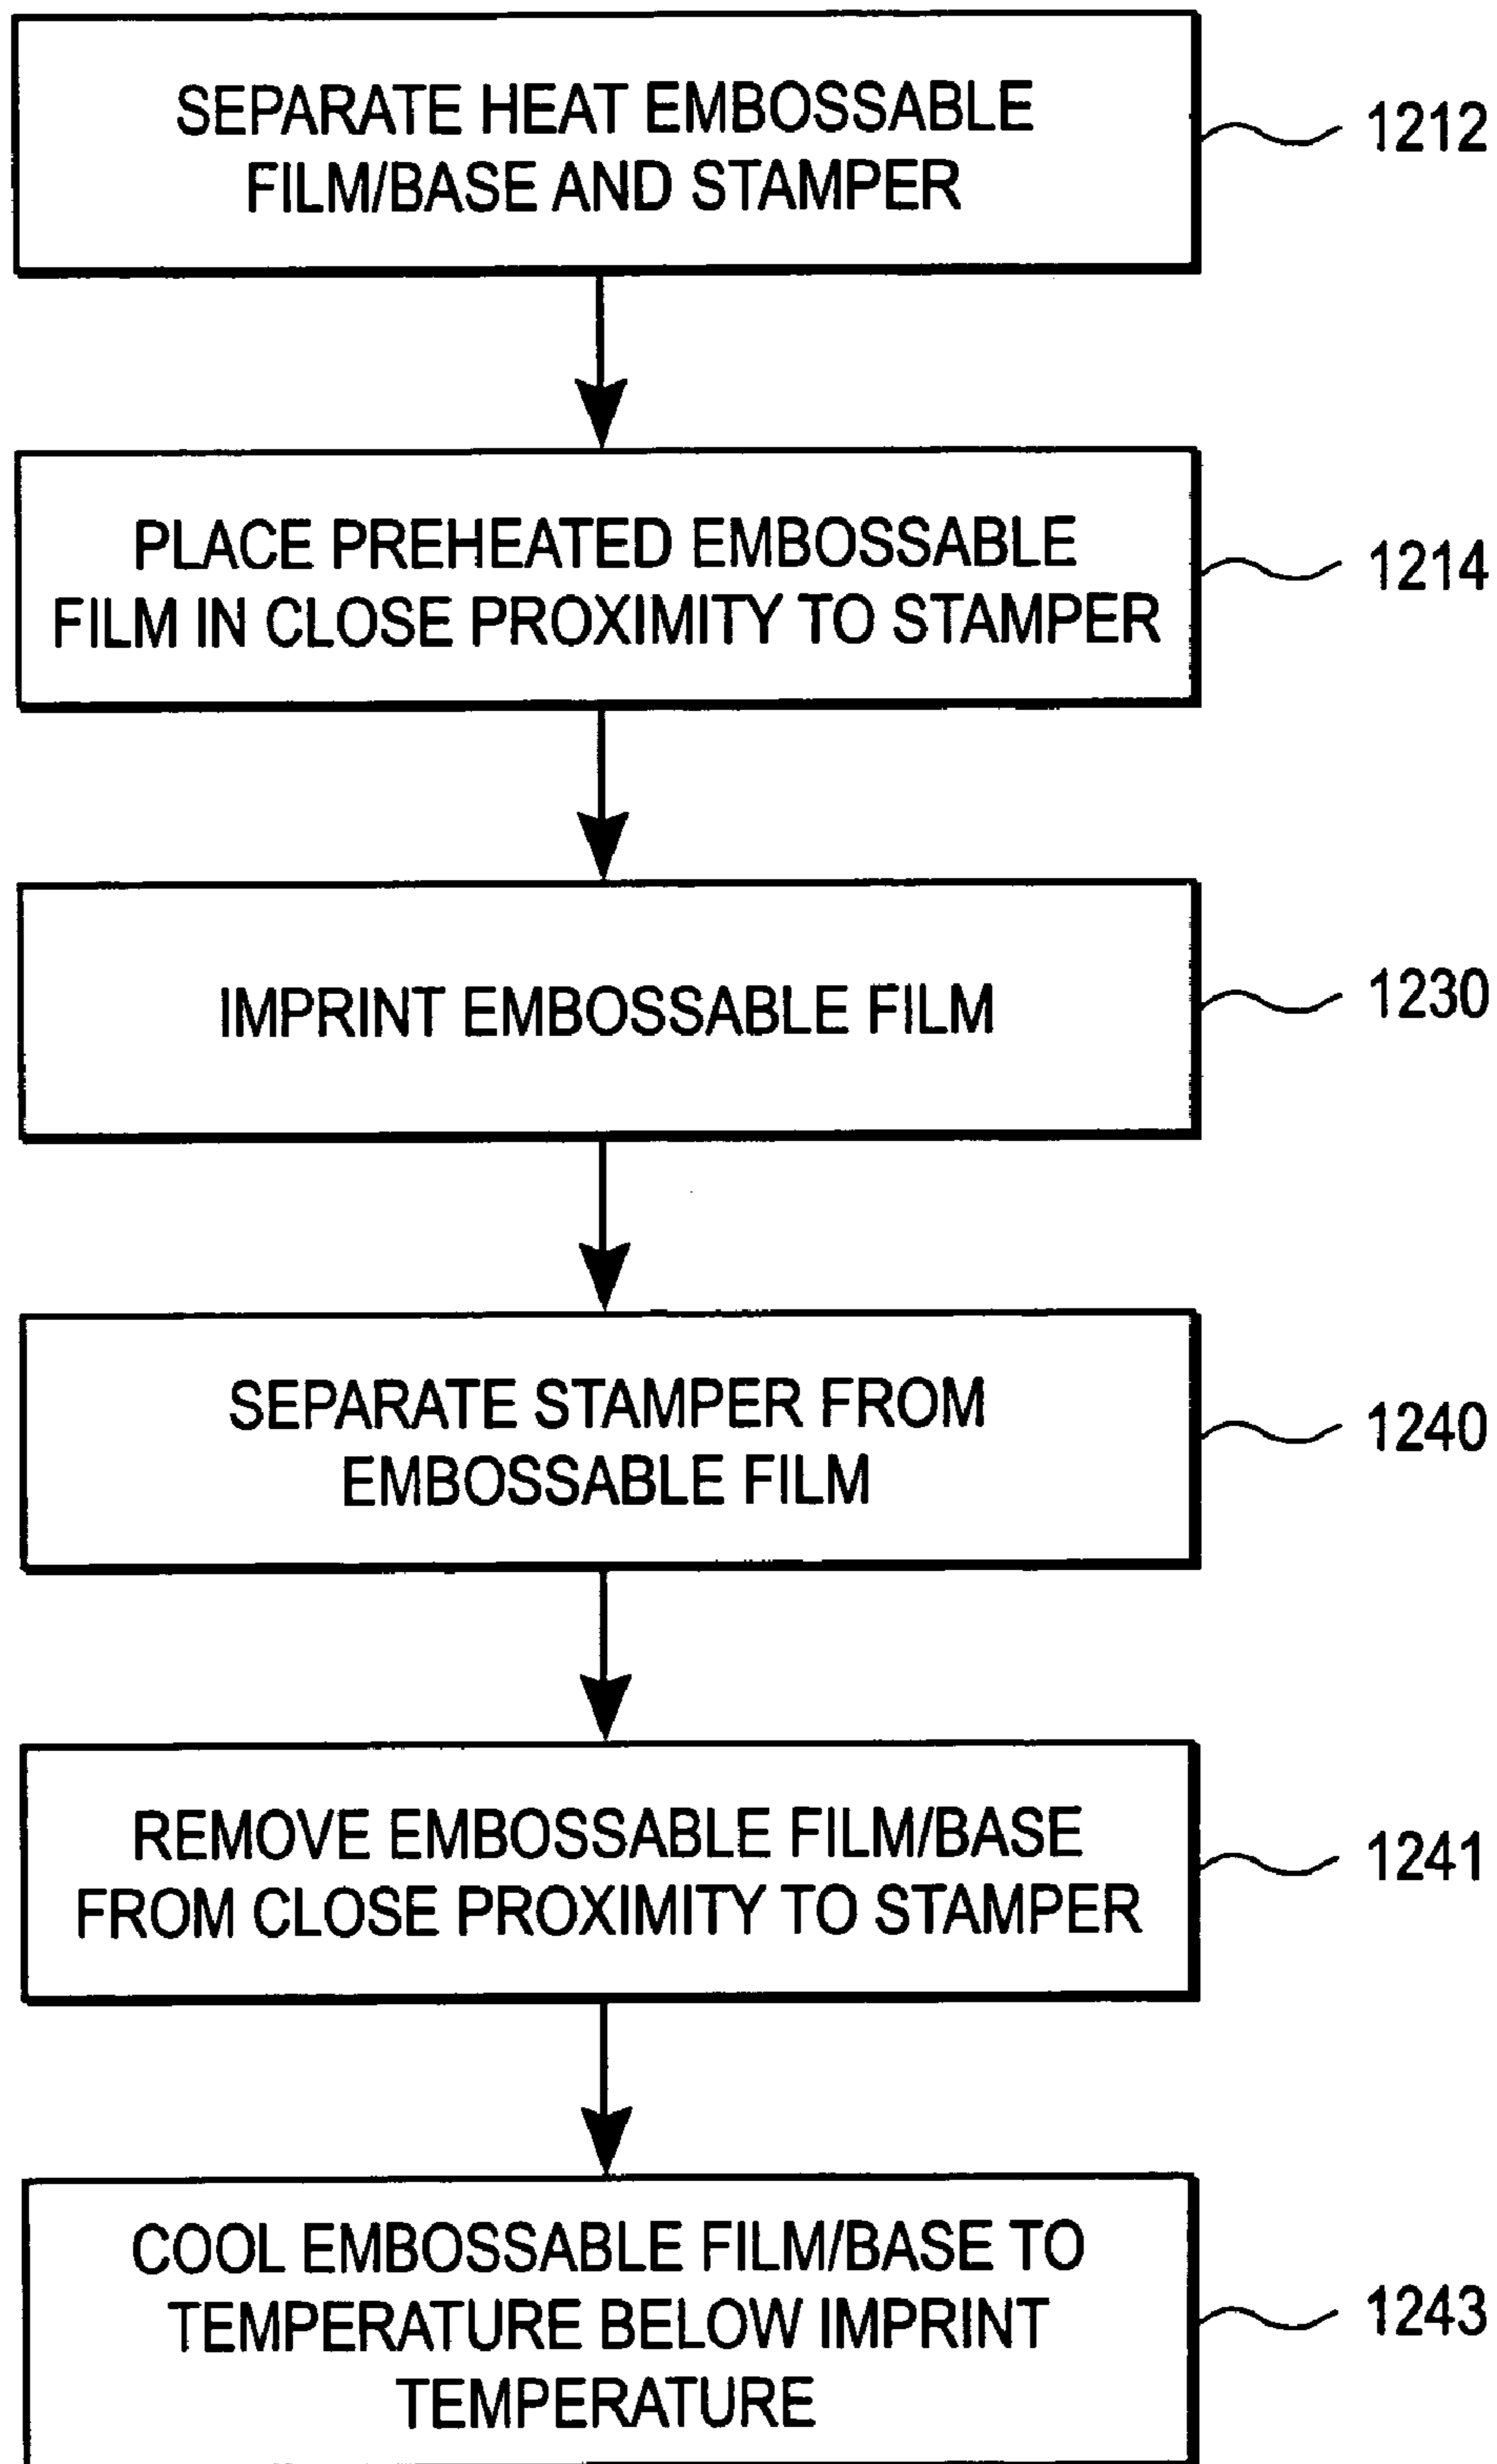 SEPARATE HEAT EMBOSSABLE
FILM/BASE AND STAMPER
1212
PLACE PREHEATED EMBOSSABLE
FILM IN CLOSE PROXIMITY TO STAMPER
1214
IMPRINT EMBOSSABLE FILM
1230
SEPARATE STAMPER FROM
EMBOSSABLE FILM
1240
REMOVE EMBOSSABLE FILM/BASE
FROM CLOSE PROXIMITY TO STAMPER
1241
COOL EMBOSSABLE FILM/BASE TO
TEMPERATURE BELOW IMPRINT
TEMPERATURE
1243